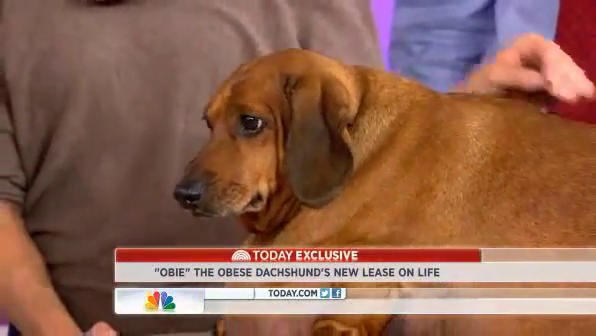 TODAY EXCLUSIVE
"OBIE" THE OBESE DACHSHUND'S NEW LEASE ON LIFE
TODAY.COM